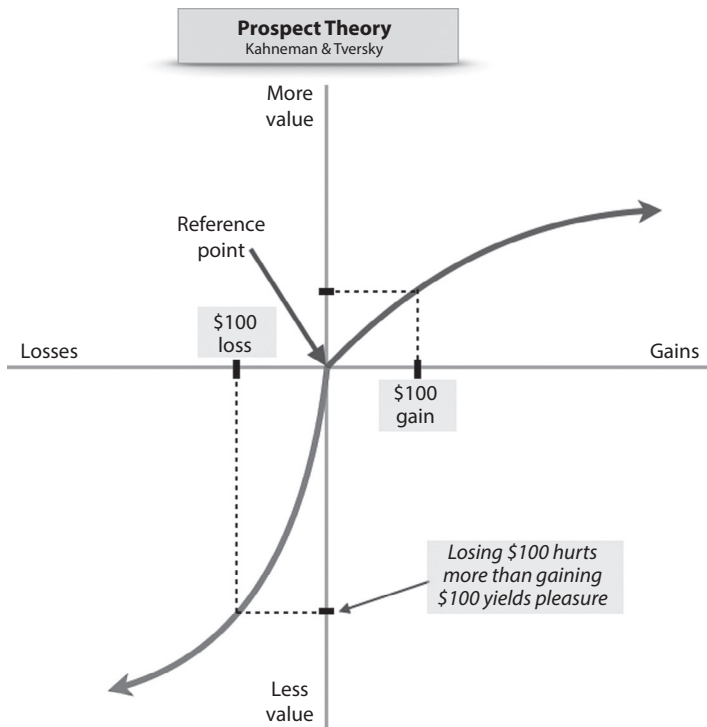 Prospect Theory
Kahneman & Tversky
More
value
Reference
point
$100
loss
Losses
Gains
$100
gain
Losing $100 hurts
more than gaining
$100 yields pleasure
Less
value